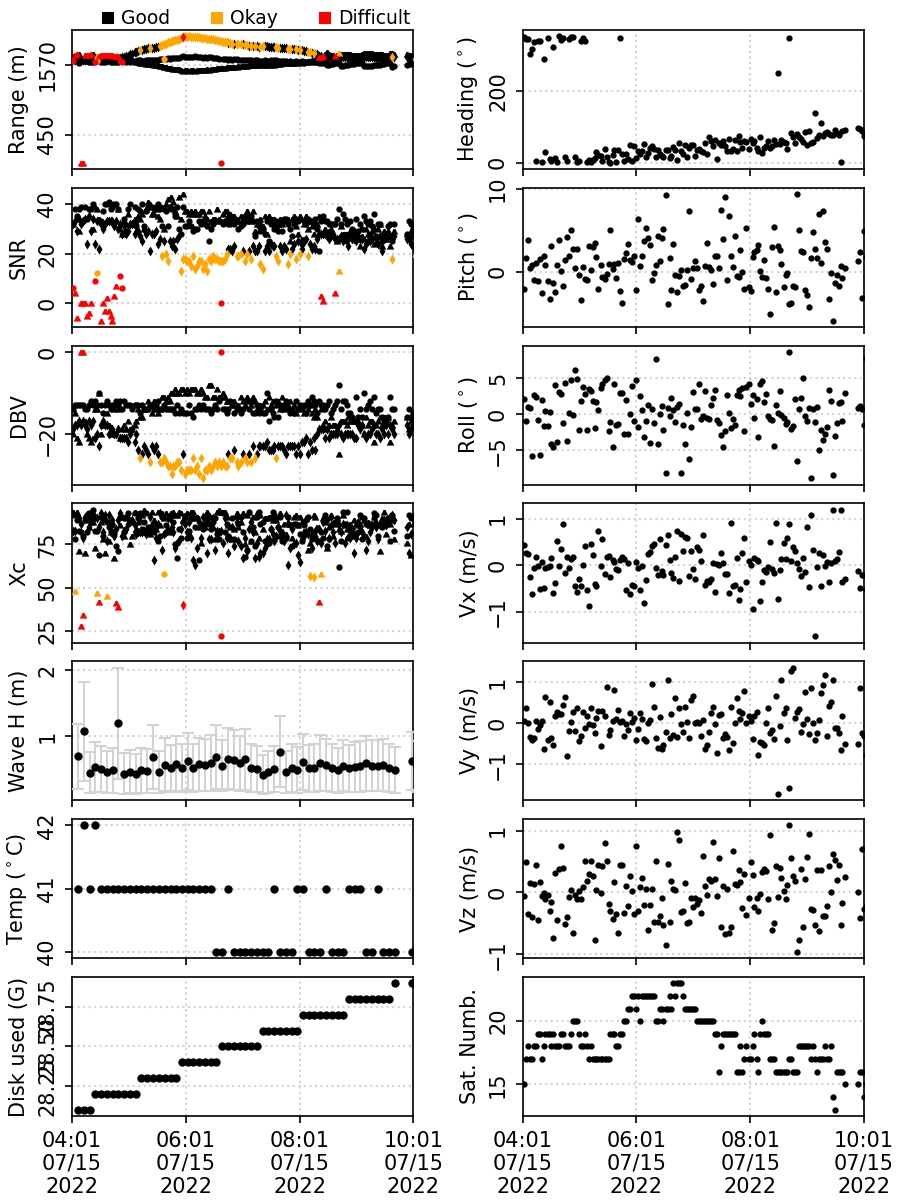 Good Okay Difficult
Range (m)
1570
450
Heading (°)
200
0
SNR
40
20
0
Pitch (°)
10
0
DBV
0
−20
Roll (°)
5
0
−5
Xc
75
50
25
Vx (m/s)
1
0
−1
Wave H (m)
2
1
Vy (m/s)
1
0
−1
Temp (°C)
42
41
40
Vz (m/s)
1
0
−1
Disk used (G)
Sat. Numb.
20
15
04:01 06:01 08:01 10:01 04:01 06:01 08:01 10:01
07/15 07/15 07/15 07/15 07/15 07/15 07/15 07/15
2022 2022 2022 2022 2022 2022 2022 2022